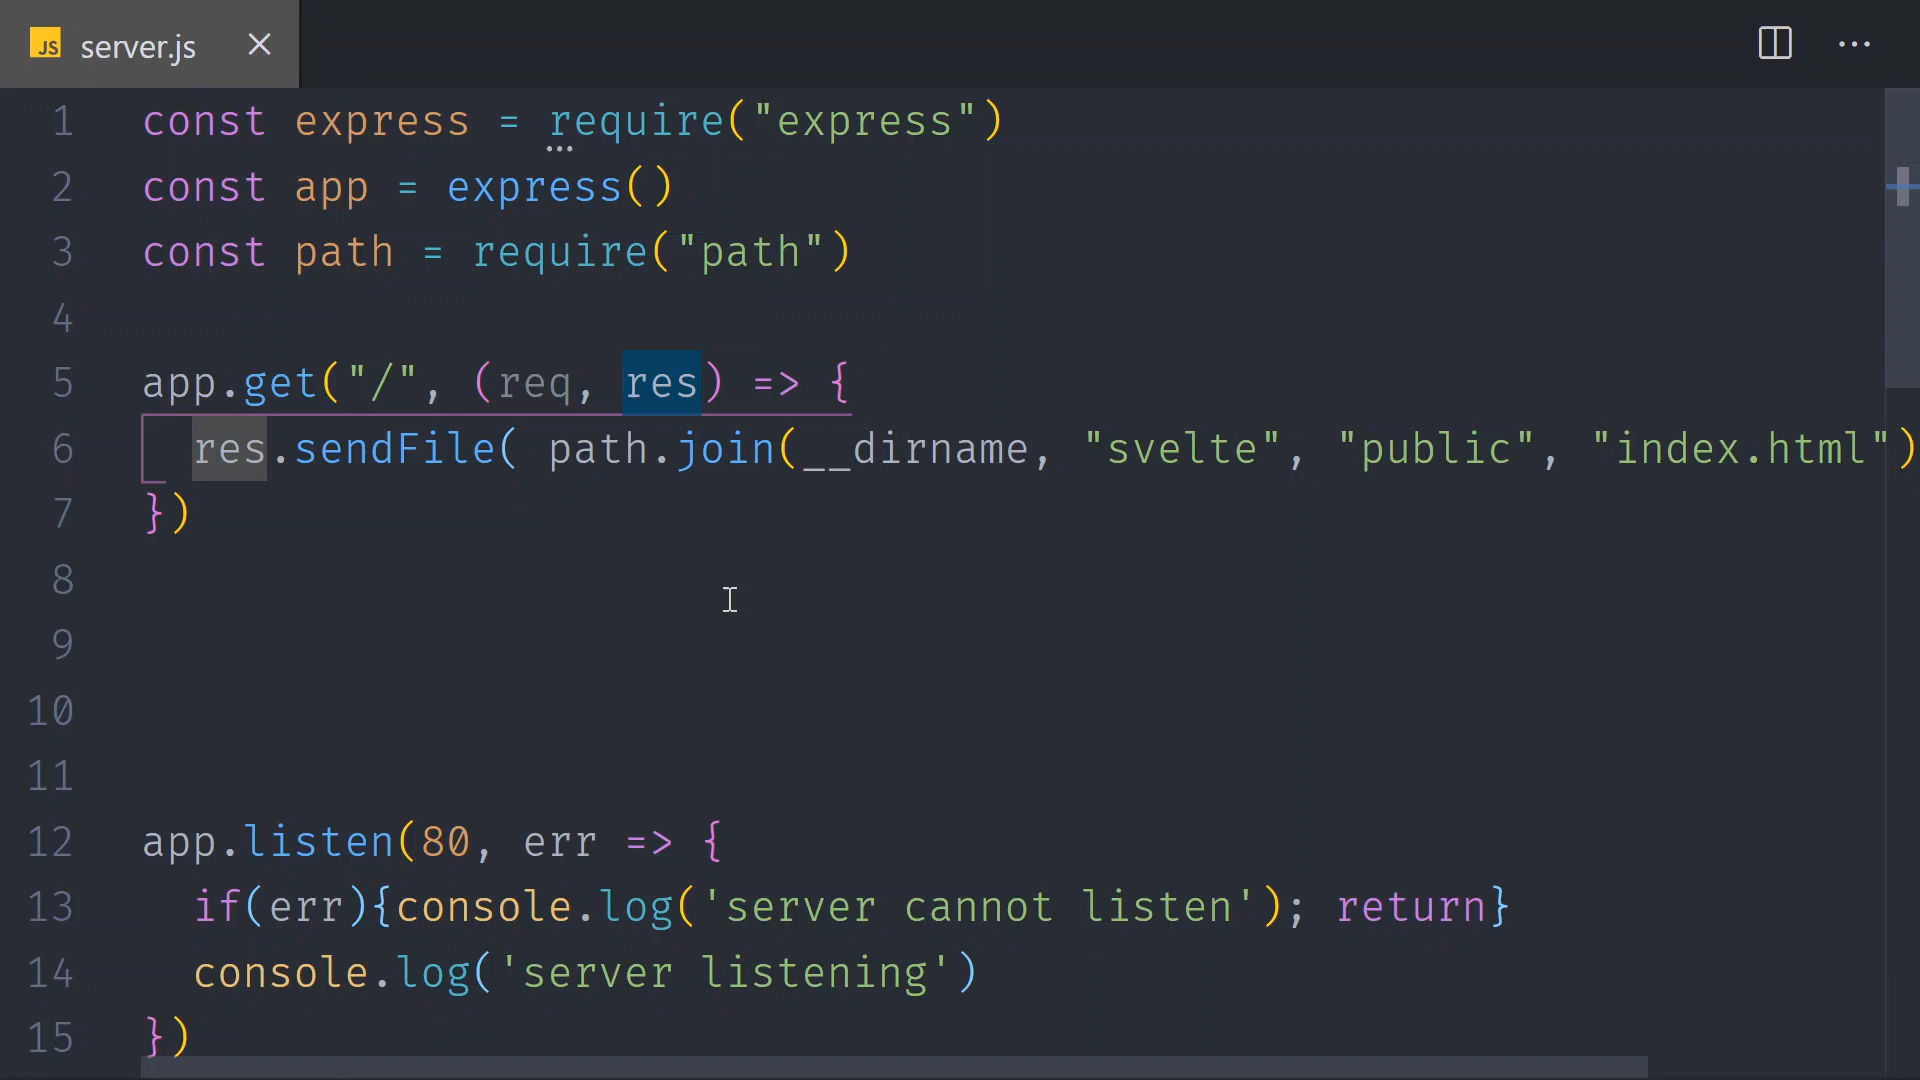 JS server.js
1 const express = require("express")
2 const app = express()
3 const path = require("path")
4
5 app.get("/", (req, res) => {
6 res.sendFile( path.join(__dirname, "svelte", "public", "index.html")
7 })
8
9
10
11
12 app.listen(80, err => {
13 if(err){console.log('server cannot listen'); return}
14 console.log('server listening')
15 })